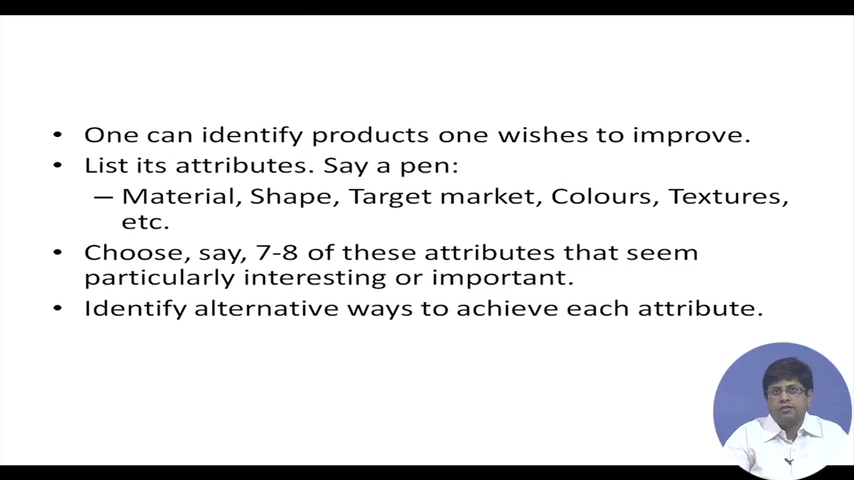 • One can identify products one wishes to improve.
• List its attributes. Say a pen:
– Material, Shape, Target market, Colours, Textures,
etc.
• Choose, say, 7-8 of these attributes that seem
particularly interesting or important.
• Identify alternative ways to achieve each attribute.